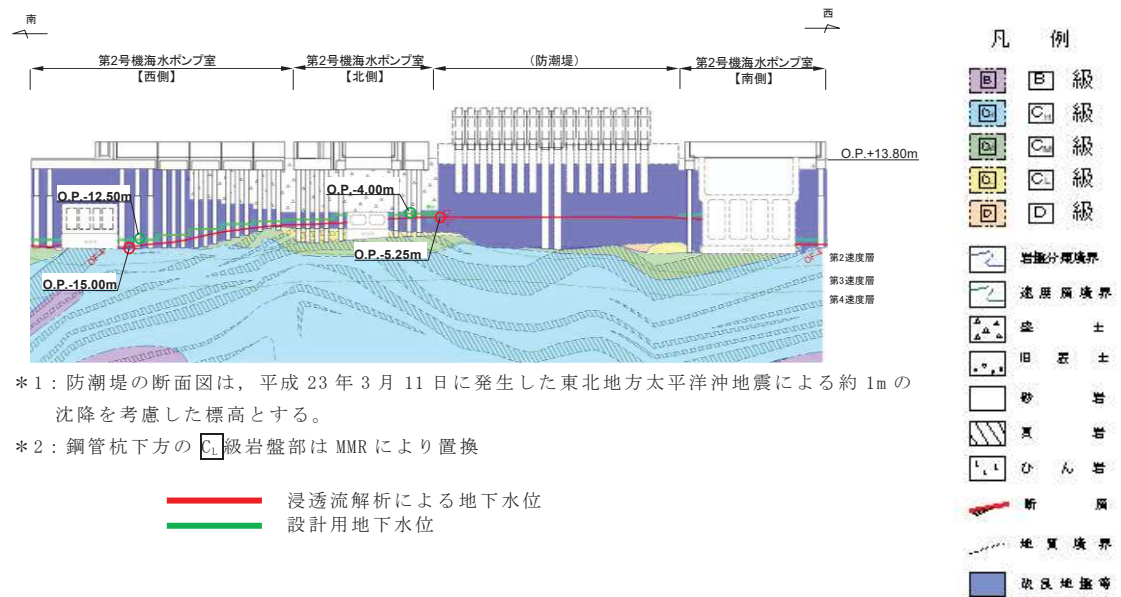 南
西
第2号機海水ポンプ室
【西側】
第2号機海水ポンプ室
【北側】
(防潮堤)
第2号機海水ポンプ室
【南側】
O.P.+13.80m
O.P.-12.50m
O.P.-4.00m
O.P.-5.25m
O.P.-15.00m
第2速度層
第3速度層
第4速度層
*1:防潮堤の断面図は,平成23年3月11日に発生した東北地方太平洋沖地震による約1mの
沈降を考慮した標高とする。
*2:鋼管杭下方のCL級岩盤部はMMRにより置換
浸透流解析による地下水位
設計用地下水位
凡例
B B 級
CH 級
CM 級
CL 級
D D 級
岩盤分類境界
速度層境界
盛土
旧表土
砂岩
頁岩
ひん岩
断層
地質境界
改良地盤等